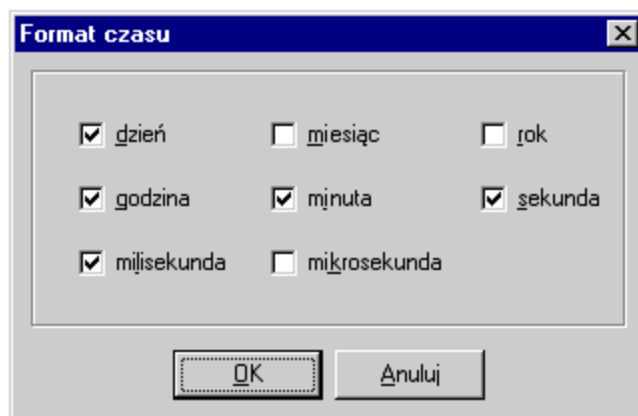 Format czasu
dzień miesiąc rok
godzina minuta sekunda
milisekunda mikrosekunda
OK Anuluj